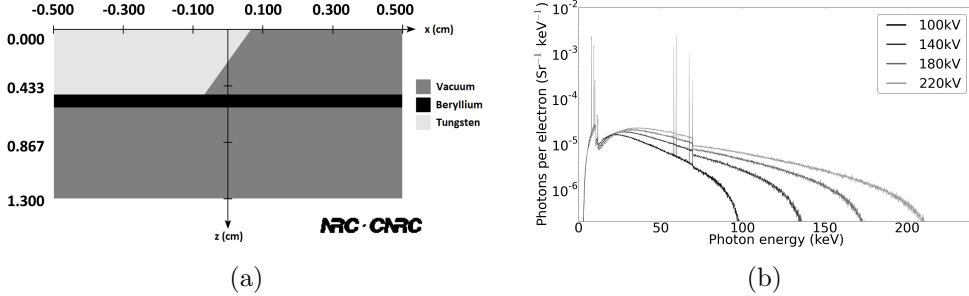 -0.500 -0.300 -0.100 0.100 0.300 0.500
x (cm)
0.000
0.433
0.867
1.300
Vacuum
Beryllium
Tungsten
z (cm)
NRC·CNRC
(a)
Photons per electron (Sr⁻¹ keV⁻¹)
10⁻²
10⁻³
10⁻⁴
10⁻⁵
10⁻⁶
100kV
140kV
180kV
220kV
0 50 100 150 200
Photon energy (keV)
(b)